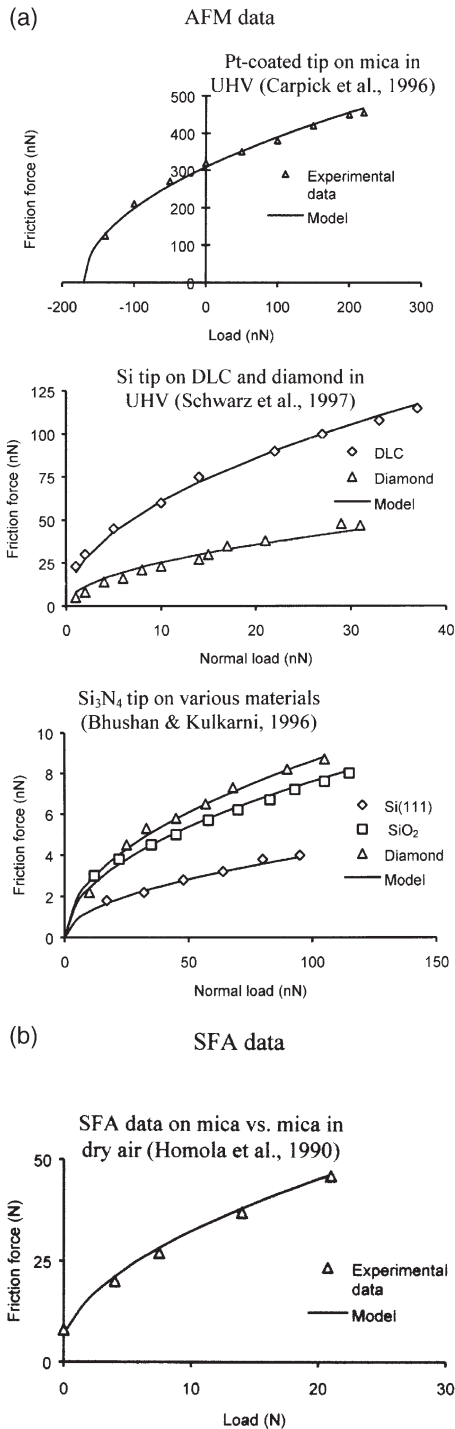 (a)
AFM data
Pt-coated tip on mica in
UHV (Carpick et al., 1996)
500
400
300
200
100
0
Friction force (nN)
Experimental
data
Model
-200 -100 0 100 200 300
Load (nN)
Si tip on DLC and diamond in
UHV (Schwarz et al., 1997)
125
100
75
50
25
0
Friction force (nN)
DLC
Diamond
Model
0 10 20 30 40
Normal load (nN)
Si₃N₄ tip on various materials
(Bhushan & Kulkarni, 1996)
10
8
6
4
2
0
Friction force (nN)
Si(111)
SiO₂
Diamond
Model
0 50 100 150
Normal load (nN)
(b)
SFA data
SFA data on mica vs. mica in
dry air (Homola et al., 1990)
50
25
0
Friction force (N)
Experimental
data
Model
0 10 20 30
Load (N)